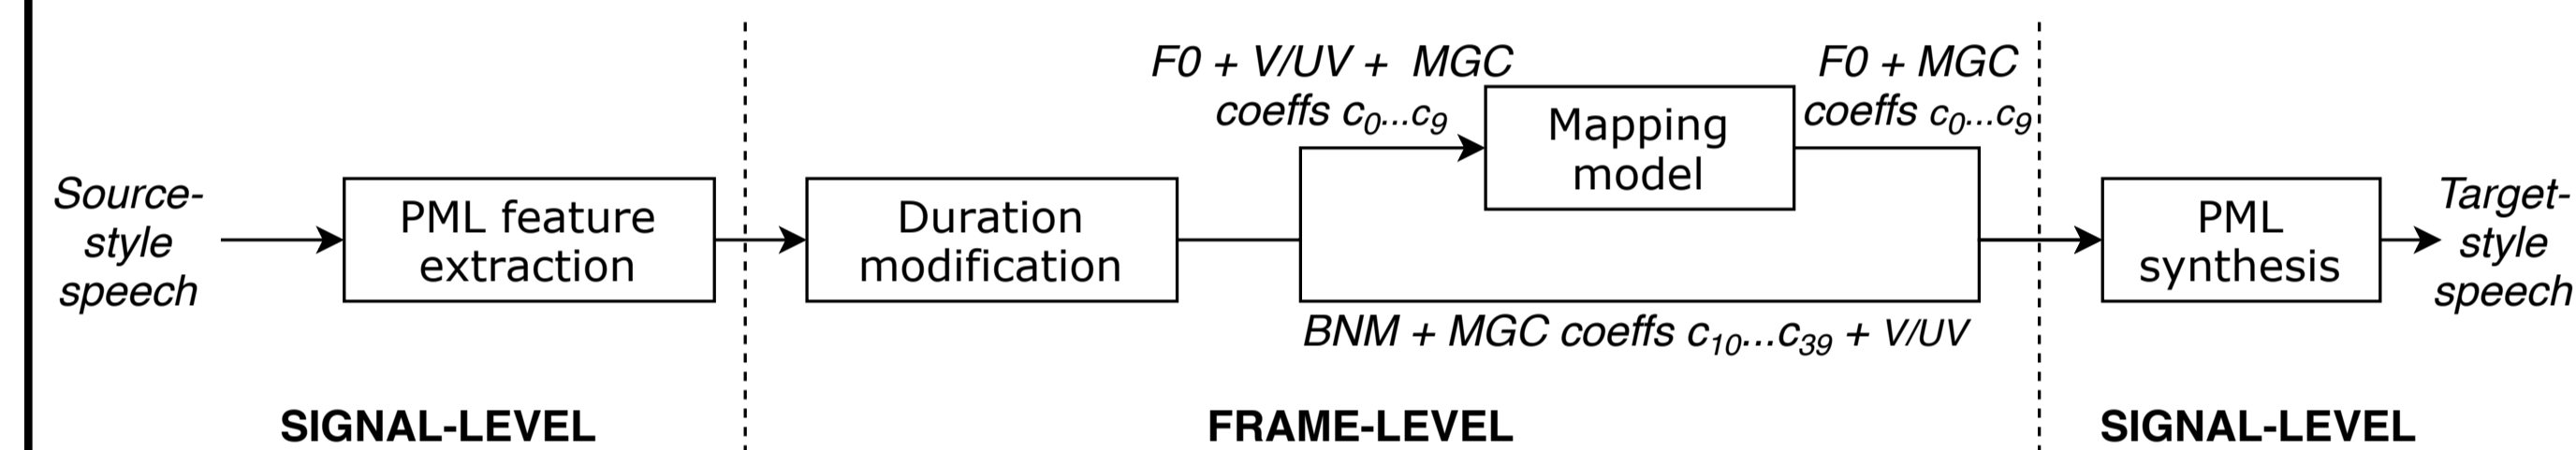 Source-
style
speech
PML feature
extraction
Duration
modification
F0 + V/UV + MGC
coeffs c₀...c₉
Mapping
model
F0 + MGC
coeffs c₀...c₉
BNM + MGC coeffs c₁₀...c₃₉ + V/UV
PML
synthesis
Target-
style
speech
SIGNAL-LEVEL
FRAME-LEVEL
SIGNAL-LEVEL